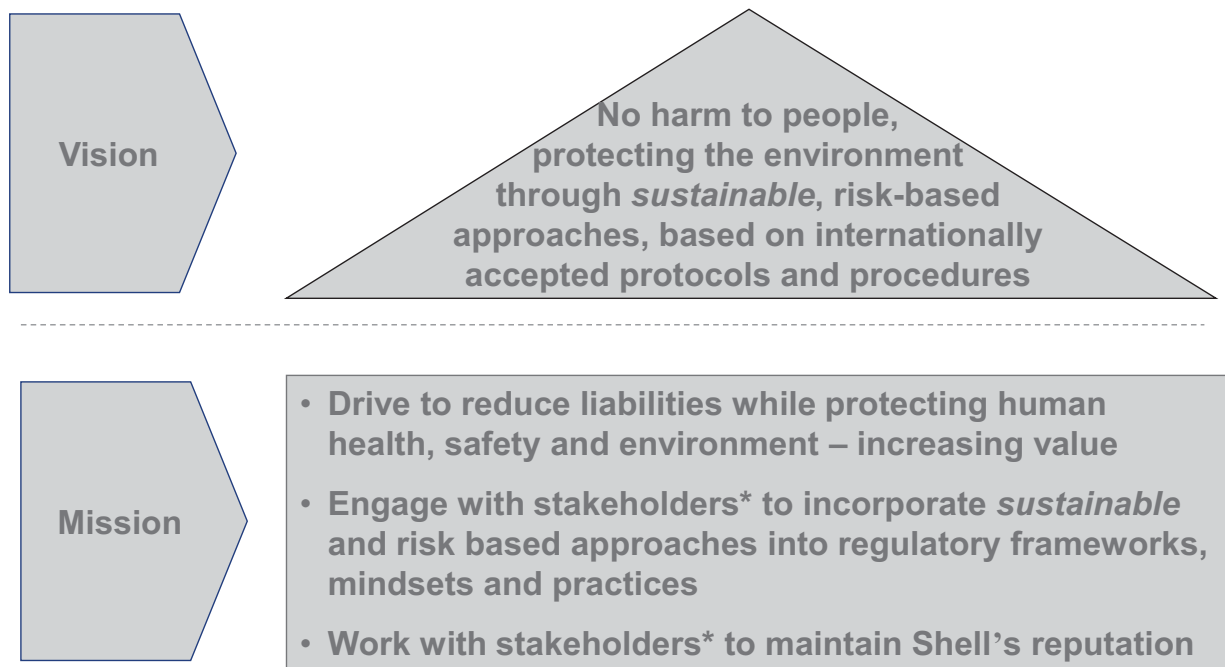 Vision
No harm to people,
protecting the environment
through sustainable, risk-based
approaches, based on internationally
accepted protocols and procedures
Mission
• Drive to reduce liabilities while protecting human
health, safety and environment – increasing value
• Engage with stakeholders* to incorporate sustainable
and risk based approaches into regulatory frameworks,
mindsets and practices
• Work with stakeholders* to maintain Shell’s reputation